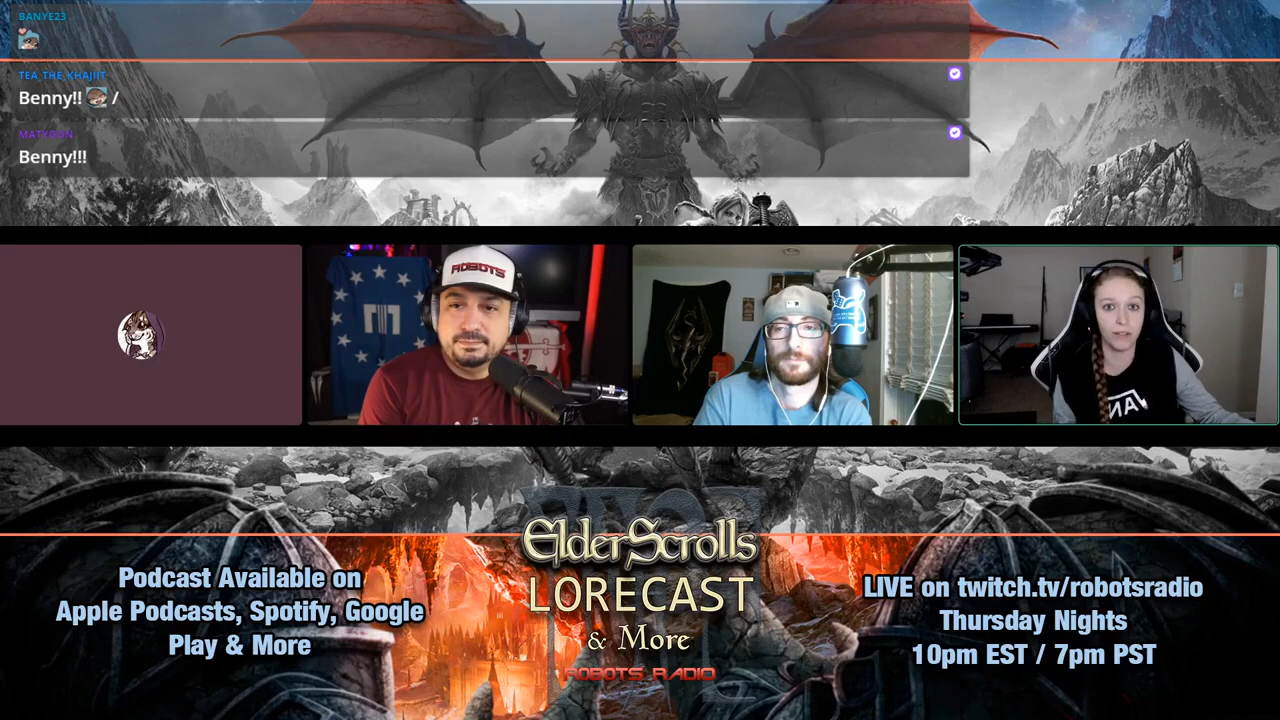 BANYE23
TEA THE KHAJIIT
Benny!! /
MATYGON
Benny!!!
ROBOTS
ElderScrolls
LORECAST
& More
ROBOTS RADIO
Podcast Available on
Apple Podcasts, Spotify, Google
Play & More
LIVE on twitch.tv/robotsradio
Thursday Nights
10pm EST / 7pm PST